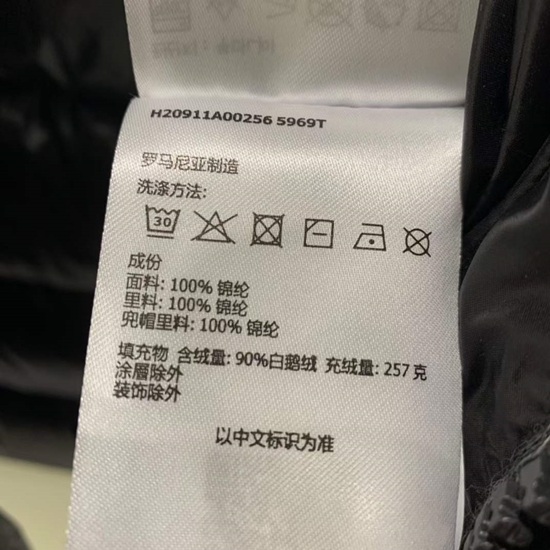 H20911A00256 5969T
罗马尼亚制造
洗涤方法:
30
成份
面料: 100% 锦纶
里料: 100% 锦纶
兜帽里料: 100% 锦纶
填充物 含绒量: 90%白鹅绒 充绒量: 257 克
涂层除外
装饰除外
以中文标识为准